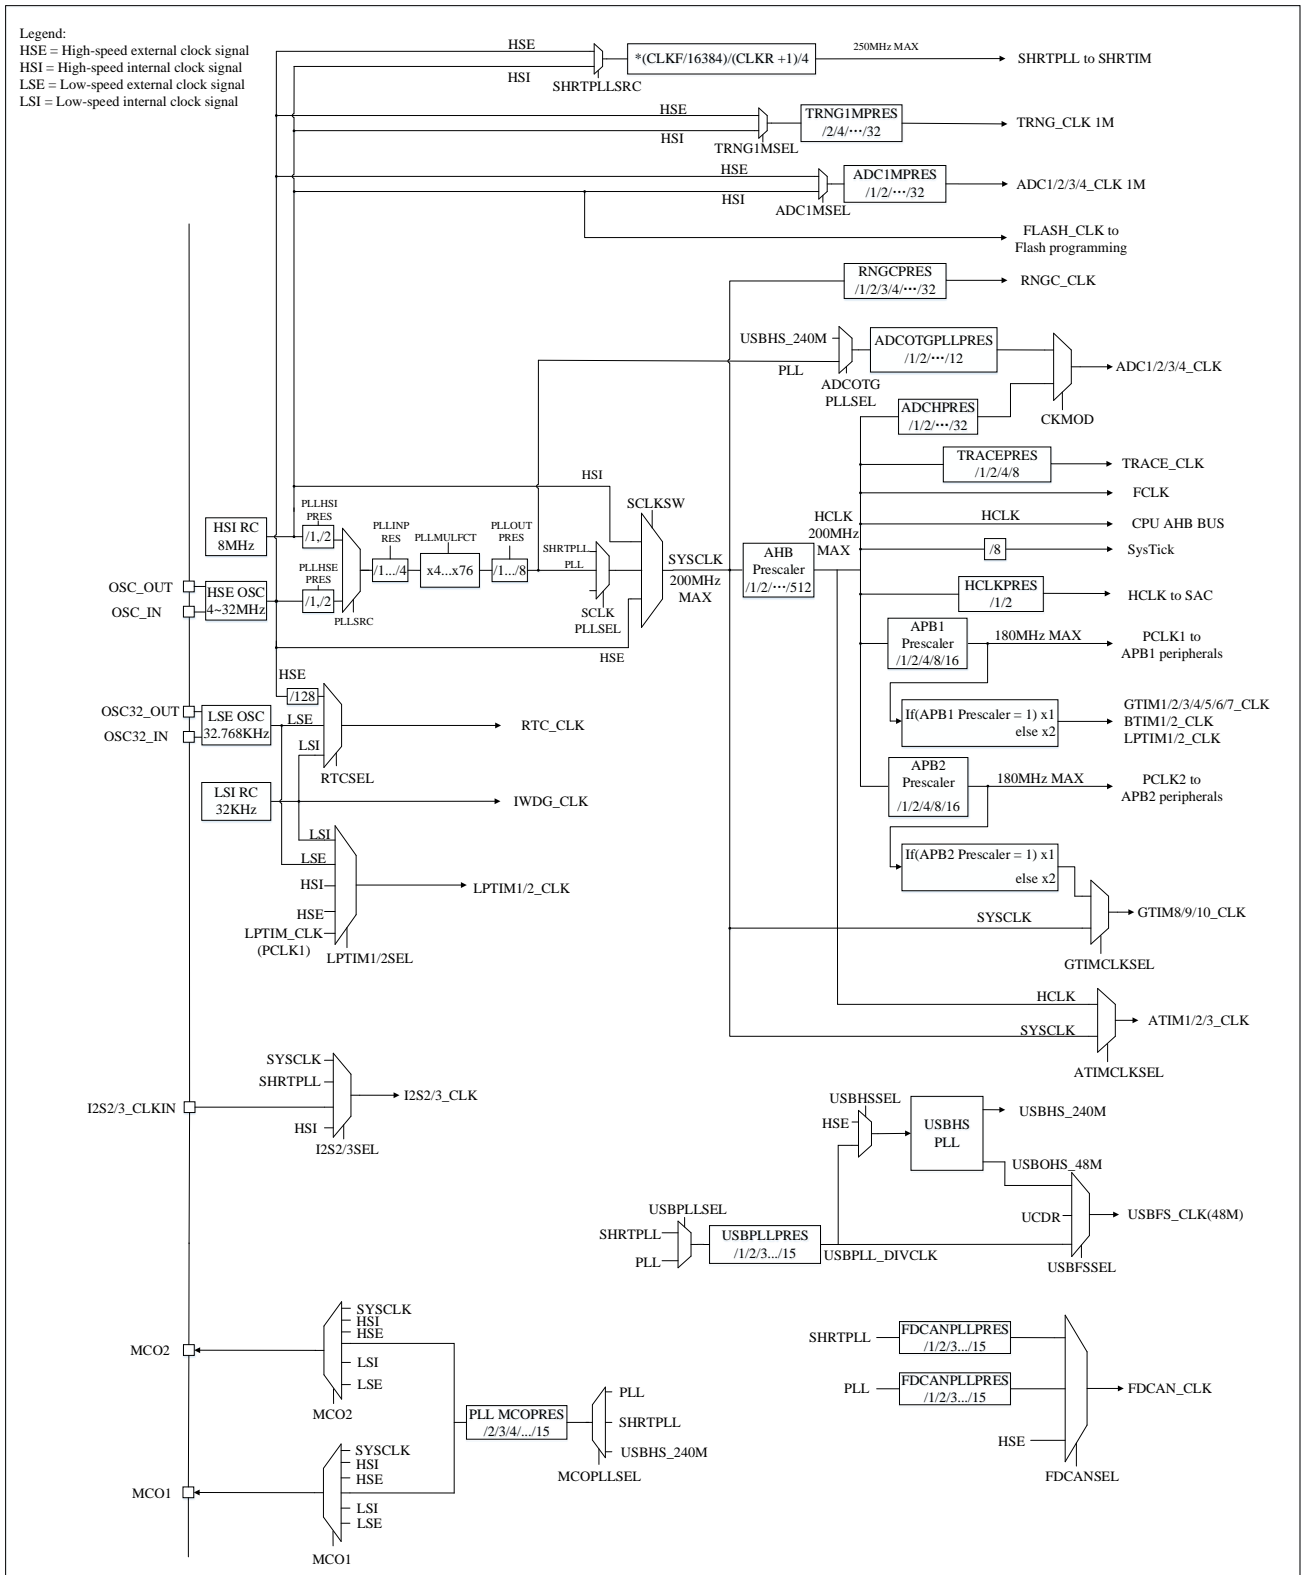 Legend:
HSE = High-speed external clock signal
HSI = High-speed internal clock signal
LSE = Low-speed external clock signal
LSI = Low-speed internal clock signal
HSE
HSI
SHRTPLLSRC
*(CLKF/16384)/(CLKR +1)/4
250MHz MAX
SHRTPLL to SHRTIM
HSE
HSI
TRNG1MSEL
TRNG1MPRES
/2/4/⋯/32
TRNG_CLK 1M
HSE
HSI
ADC1MSEL
ADC1MPRES
/1/2/⋯/32
ADC1/2/3/4_CLK 1M
FLASH_CLK to
Flash programming
RNGCPRES
/1/2/3/4/⋯/32
RNGC_CLK
USBHS_240M
PLL
ADCOTG
PLLSEL
ADCOTGPLLPRES
/1/2/⋯/12
ADC1/2/3/4_CLK
CKMOD
ADCHPRES
/1/2/⋯/32
TRACEPRES
/1/2/4/8
TRACE_CLK
FCLK
HCLK
CPU AHB BUS
/8
SysTick
HCLKPRES
/1/2
HCLK to SAC
HSI RC
8MHz
PLLHSI
PRES
/1,/2
PLLHSE
PRES
/1,/2
PLLSRC
PLLINP
RES
/1.../4
PLLMULFCT
x4...x76
PLLOUT
PRES
/1.../8
HSI
SHRTPLL
PLL
SCLK
PLLSEL
HSE
SCLKSW
SYSCLK
200MHz
MAX
AHB
Prescaler
/1/2/⋯/512
HCLK
200MHz
MAX
OSC_OUT
OSC_IN
HSE OSC
4~32MHz
APB1
Prescaler
/1/2/4/8/16
180MHz MAX
PCLK1 to
APB1 peripherals
If(APB1 Prescaler = 1) x1
else x2
GTIM1/2/3/4/5/6/7_CLK
BTIM1/2_CLK
LPTIM1/2_CLK
APB2
Prescaler
/1/2/4/8/16
180MHz MAX
PCLK2 to
APB2 peripherals
If(APB2 Prescaler = 1) x1
else x2
SYSCLK
GTIM8/9/10_CLK
GTIMCLKSEL
HCLK
SYSCLK
ATIM1/2/3_CLK
ATIMCLKSEL
HSE
/128
OSC32_OUT
OSC32_IN
LSE OSC
32.768KHz
LSE
LSI
RTCSEL
RTC_CLK
LSI RC
32KHz
IWDG_CLK
LSI
LSE
HSI
HSE
LPTIM_CLK
(PCLK1)
LPTIM1/2SEL
LPTIM1/2_CLK
SYSCLK
SHRTPLL
I2S2/3_CLKIN
HSI
I2S2/3SEL
I2S2/3_CLK
USBHSSEL
HSE
USBHS
PLL
USBHS_240M
USBOHS_48M
UCDR
USBFS_CLK(48M)
USBFSSEL
USBPLLSEL
SHRTPLL
PLL
USBPLLPRES
/1/2/3.../15
USBPLL_DIVCLK
SYSCLK
HSI
HSE
LSI
LSE
MCO2
MCO2
PLL MCOPRES
/2/3/4/.../15
PLL
SHRTPLL
USBHS_240M
MCOPLLSEL
SYSCLK
HSI
HSE
LSI
LSE
MCO1
MCO1
SHRTPLL
FDCANPLLPRES
/1/2/3.../15
PLL
FDCANPLLPRES
/1/2/3.../15
HSE
FDCAN_CLK
FDCANSEL